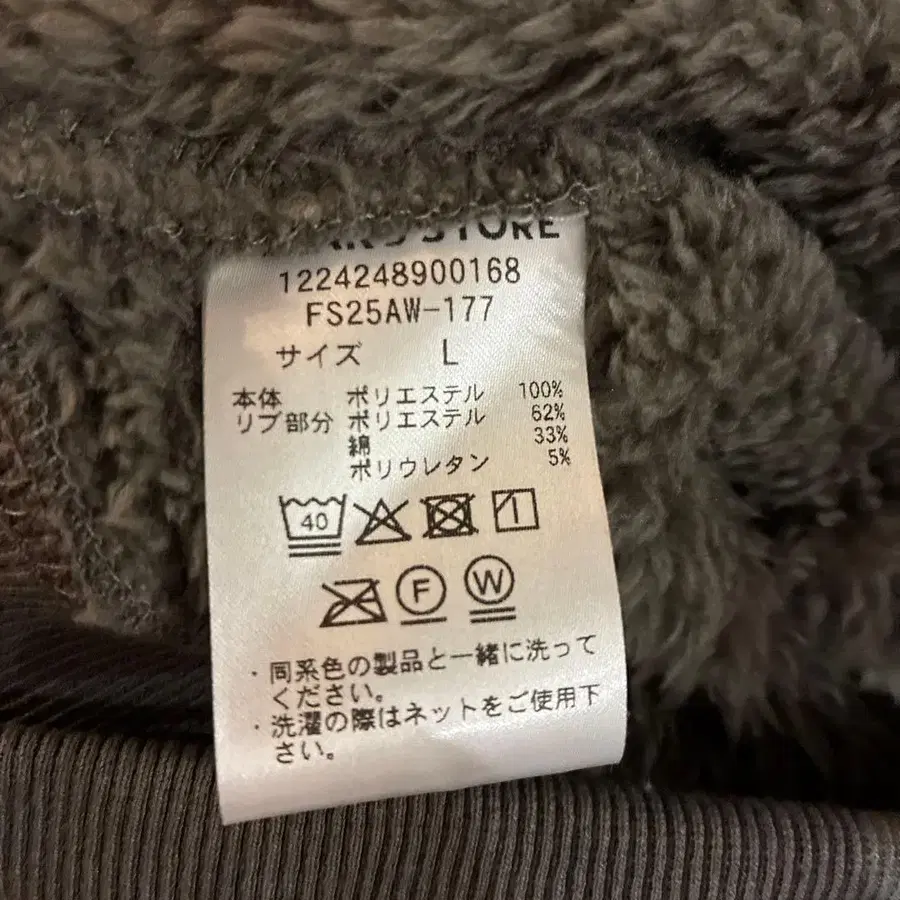 STORE
1224248900168
FS25AW-177
サイズ L
本体 ポリエステル 100%
リブ部分 ポリエステル 62%
綿 33%
ポリウレタン 5%
40
F W
・同系色の製品と一緒に洗って
ください。
・洗濯の際はネットをご使用下
さい。